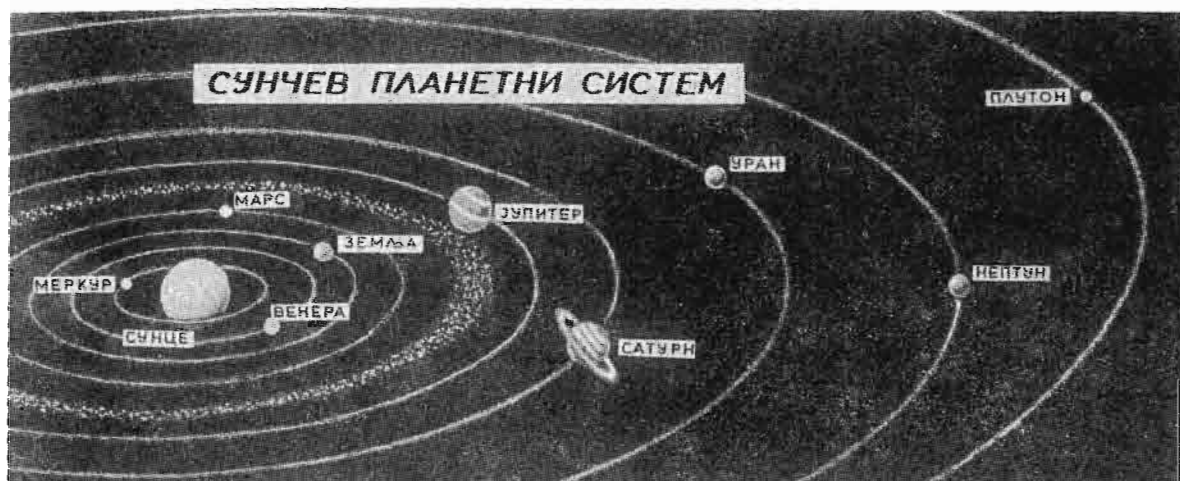 СУНЧЕВ ПЛАНЕТНИ СИСТЕМ
ПЛУТОН
УРАН
МАРС
ЈУПИТЕР
ЗЕМЉА
НЕПТУН
МЕРКУР
ВЕНЕРА
СУНЦЕ
САТУРН